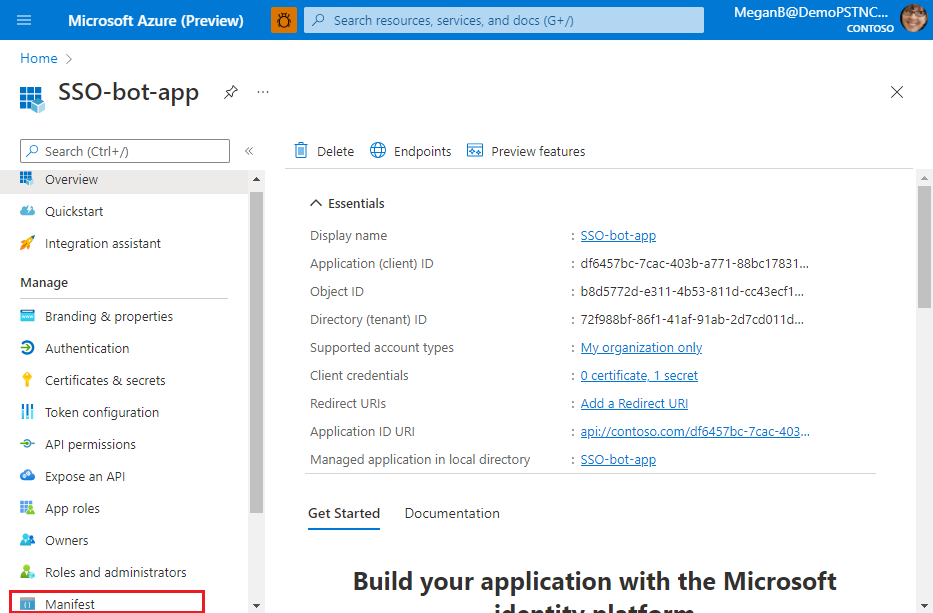 Microsoft Azure (Preview)
Search resources, services, and docs (G+/)
MeganB@DemoPSTNC...
CONTOSO
Home
SSO-bot-app
Search (Ctrl+/)
Delete
Endpoints
Preview features
Overview
Quickstart
Integration assistant
Manage
Branding & properties
Authentication
Certificates & secrets
Token configuration
API permissions
Expose an API
App roles
Owners
Roles and administrators
Manifest
Essentials
Display name : SSO-bot-app
Application (client) ID : df6457bc-7cac-403b-a771-88bc17831...
Object ID : b8d5772d-e311-4b53-811d-cc43ecf1...
Directory (tenant) ID : 72f988bf-86f1-41af-91ab-2d7cd011d...
Supported account types : My organization only
Client credentials : 0 certificate, 1 secret
Redirect URIs : Add a Redirect URI
Application ID URI : api://contoso.com/df6457bc-7cac-403...
Managed application in local directory : SSO-bot-app
Get Started
Documentation
Build your application with the Microsoft
identity platform